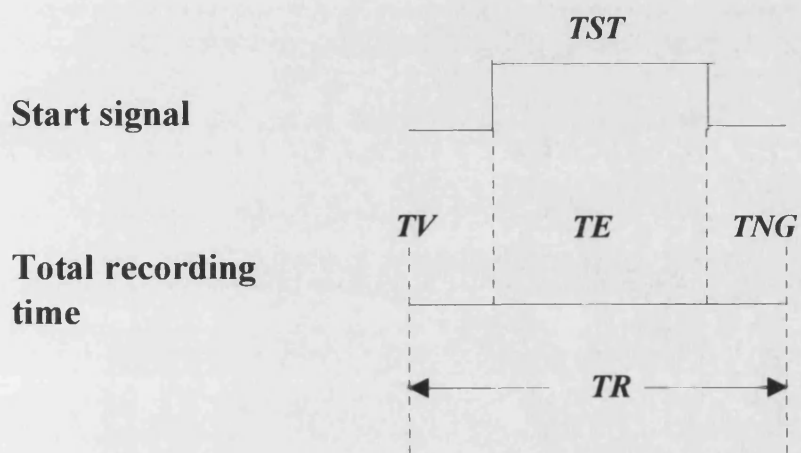 TST
Start signal
TV TE TNG
Total recording
time
TR